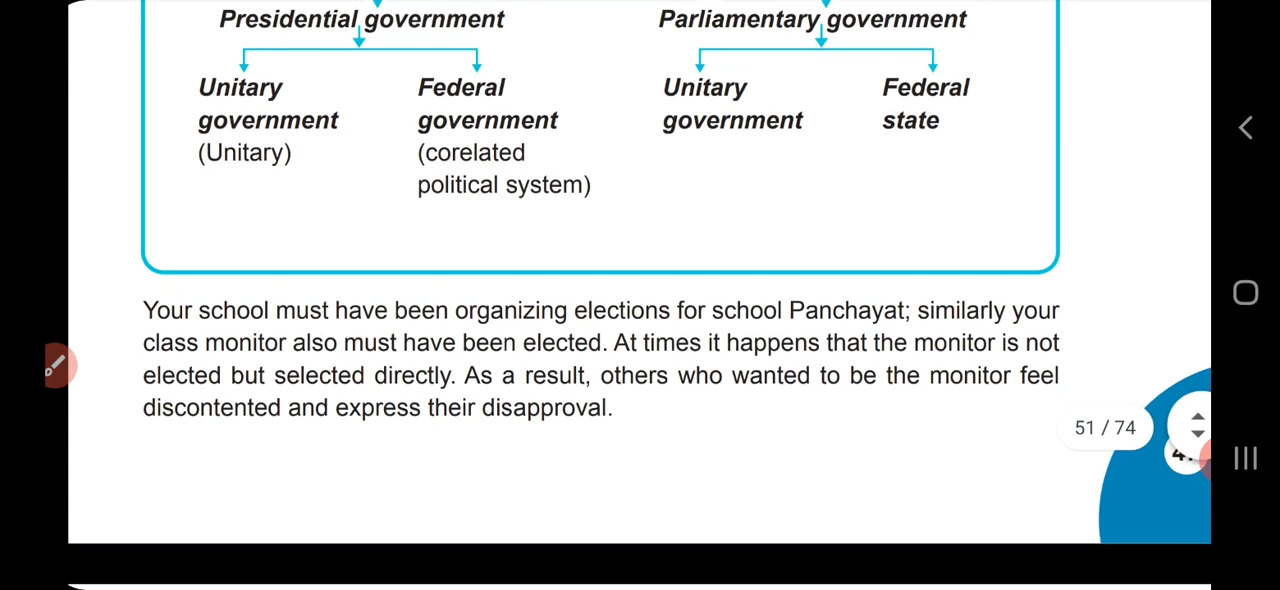 Presidential government
Parliamentary government
Unitary
government
(Unitary)
Federal
government
(corelated
political system)
Unitary
government
Federal
state
Your school must have been organizing elections for school Panchayat; similarly your
class monitor also must have been elected. At times it happens that the monitor is not
elected but selected directly. As a result, others who wanted to be the monitor feel
discontented and express their disapproval.
51 / 74